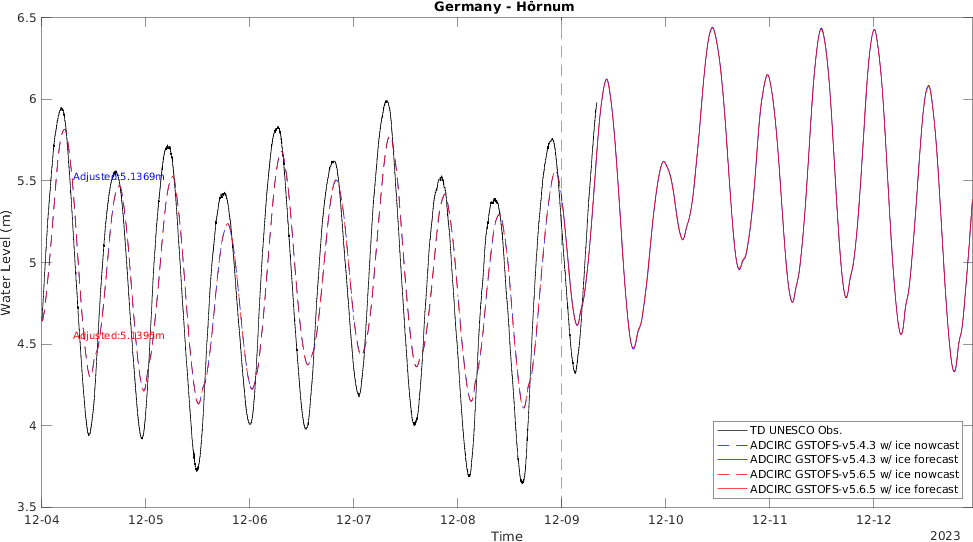 Germany - Hörnum
6.5
6
5.5
5
4.5
4
3.5
Water Level (m)
Adjusted:5.1369m
Adjusted:5.1395m
TD UNESCO Obs.
ADCIRC GSTOFS-v5.4.3 w/ ice nowcast
ADCIRC GSTOFS-v5.4.3 w/ ice forecast
ADCIRC GSTOFS-v5.6.5 w/ ice nowcast
ADCIRC GSTOFS-v5.6.5 w/ ice forecast
12-04 12-05 12-06 12-07 12-08 12-09 12-10 12-11 12-12
Time
2023